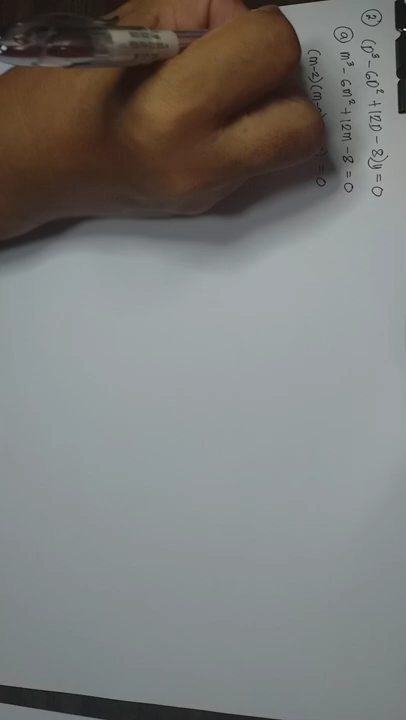 ② (D³ - 6D² + 12D - 8)y = 0
ⓐ m³ - 6m² + 12m - 8 = 0
(m-2)(m- ) = 0